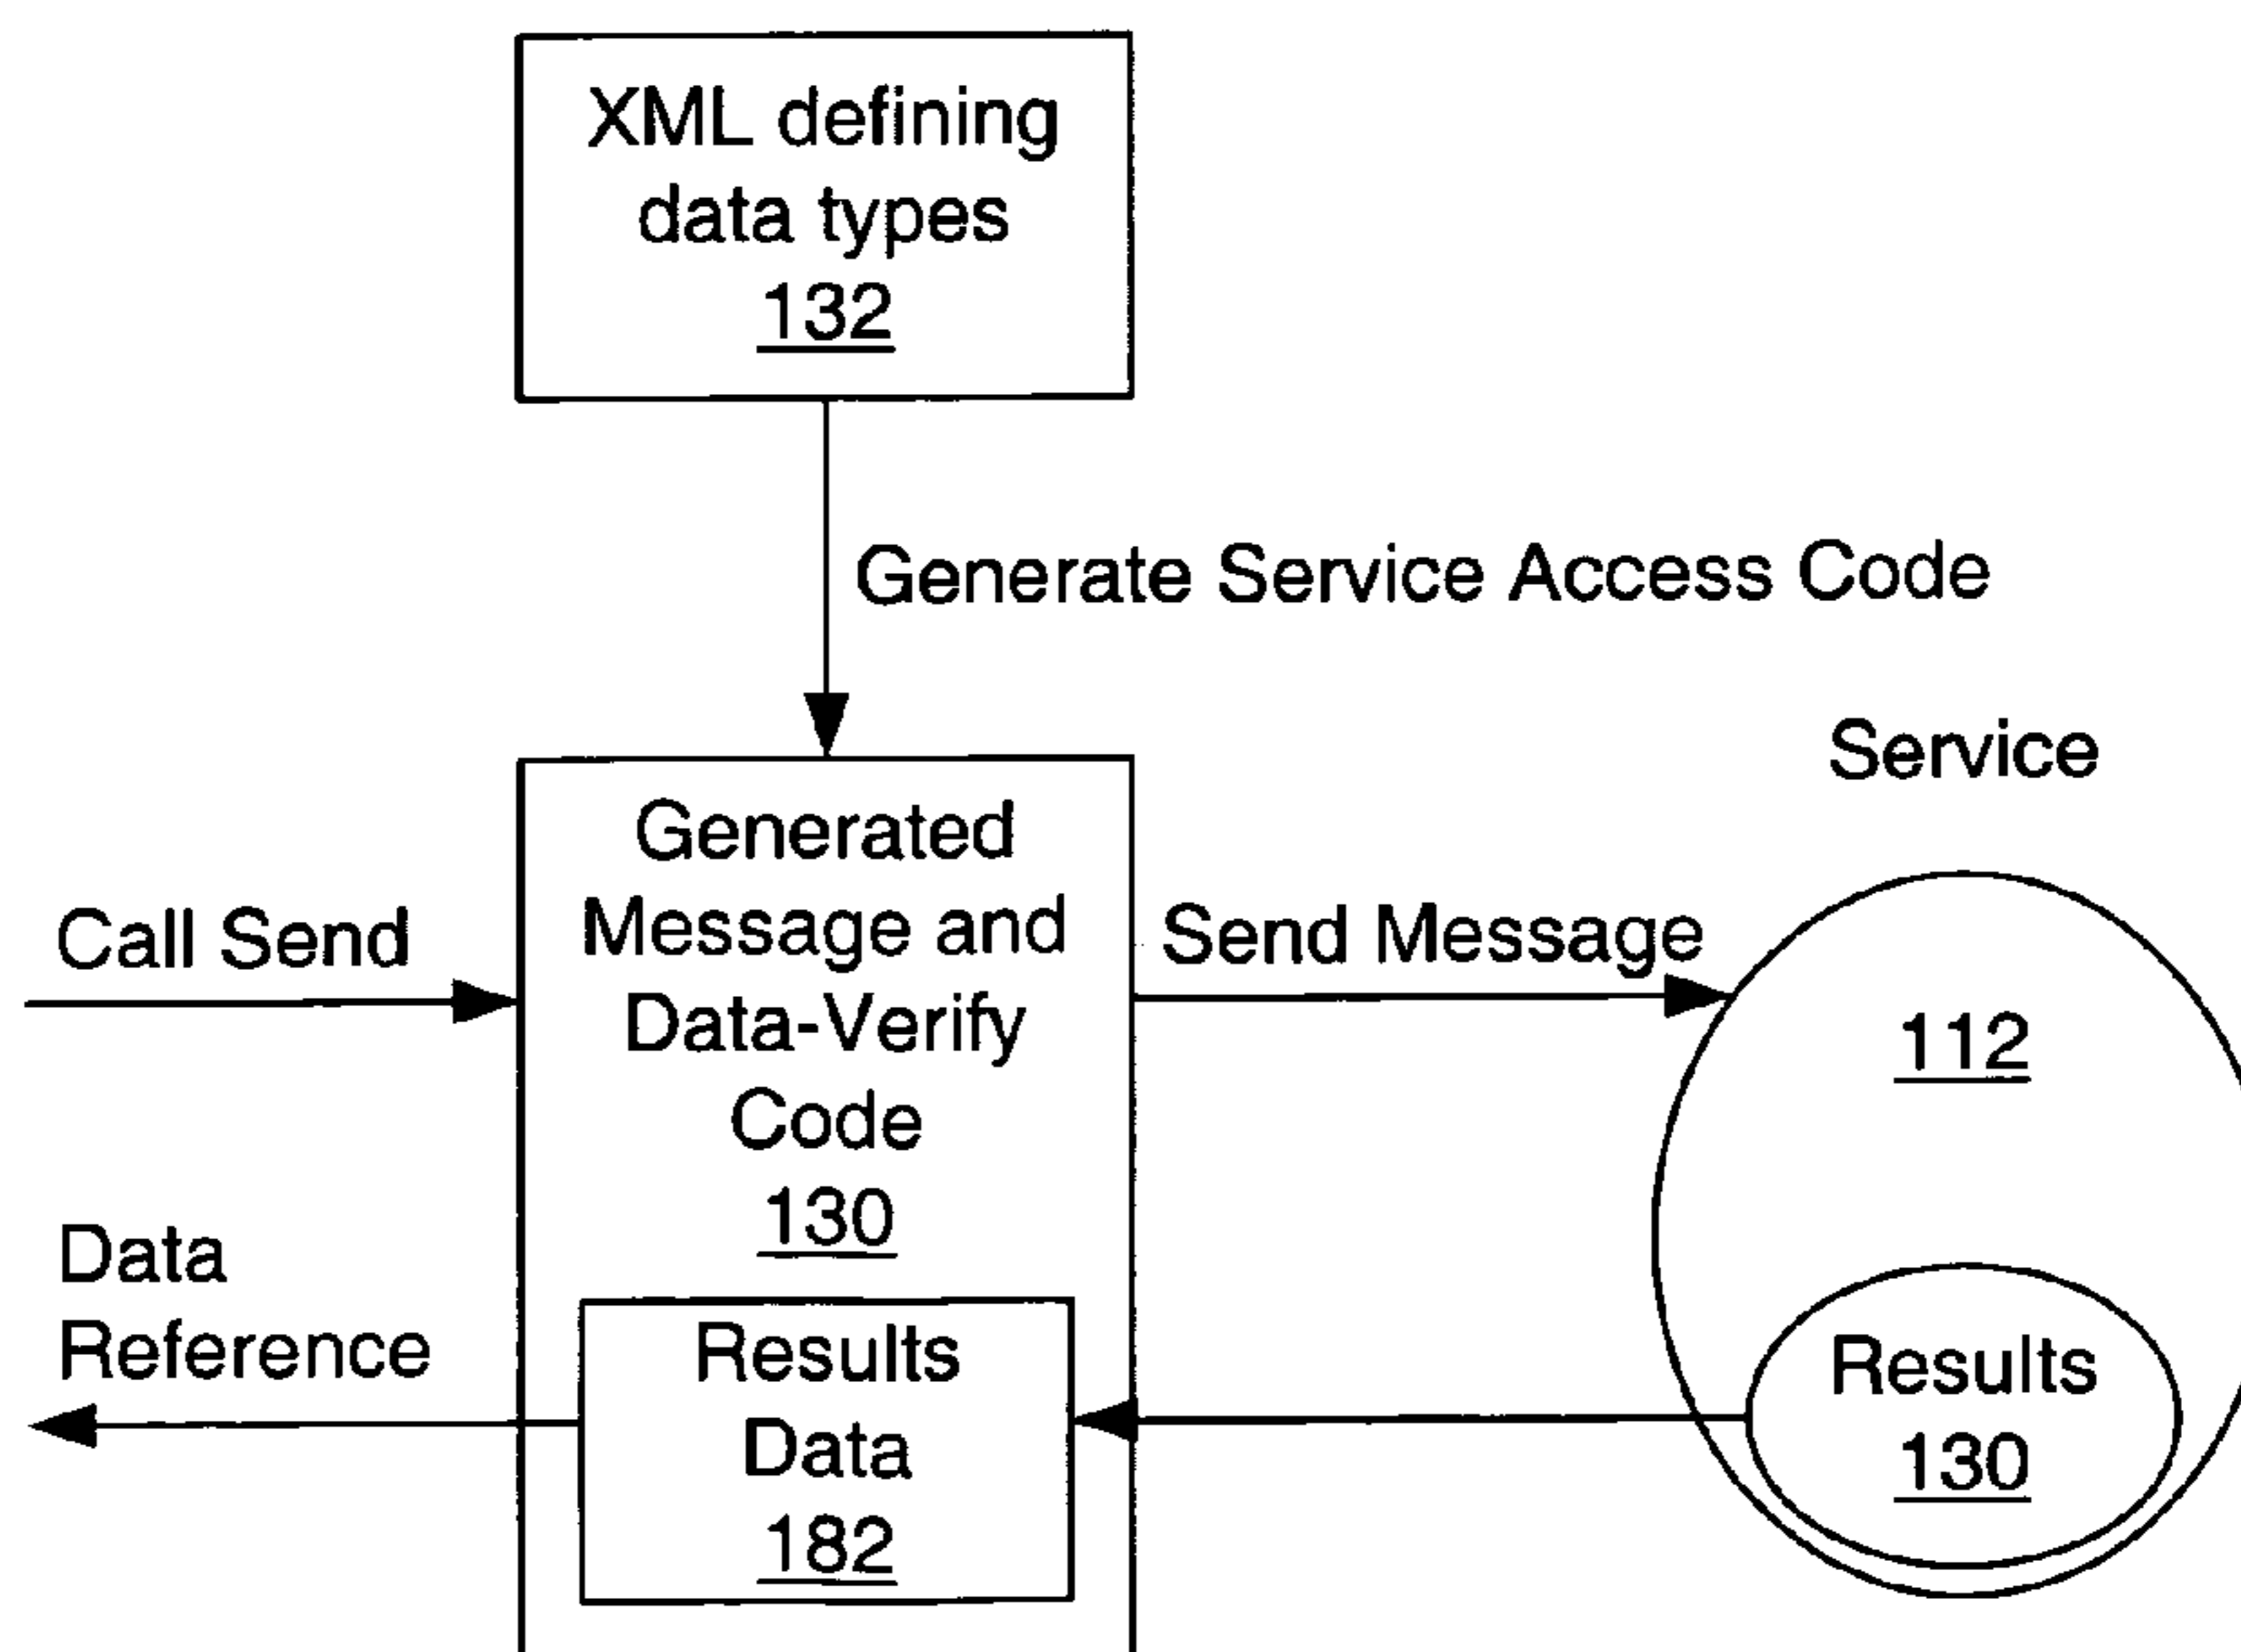 XML defining
data types
132
Generate Service Access Code
Service
Generated
Message and
Data-Verify
Code
130
Call Send
Send Message
112
Data
Reference
Results
Data
182
Results
130